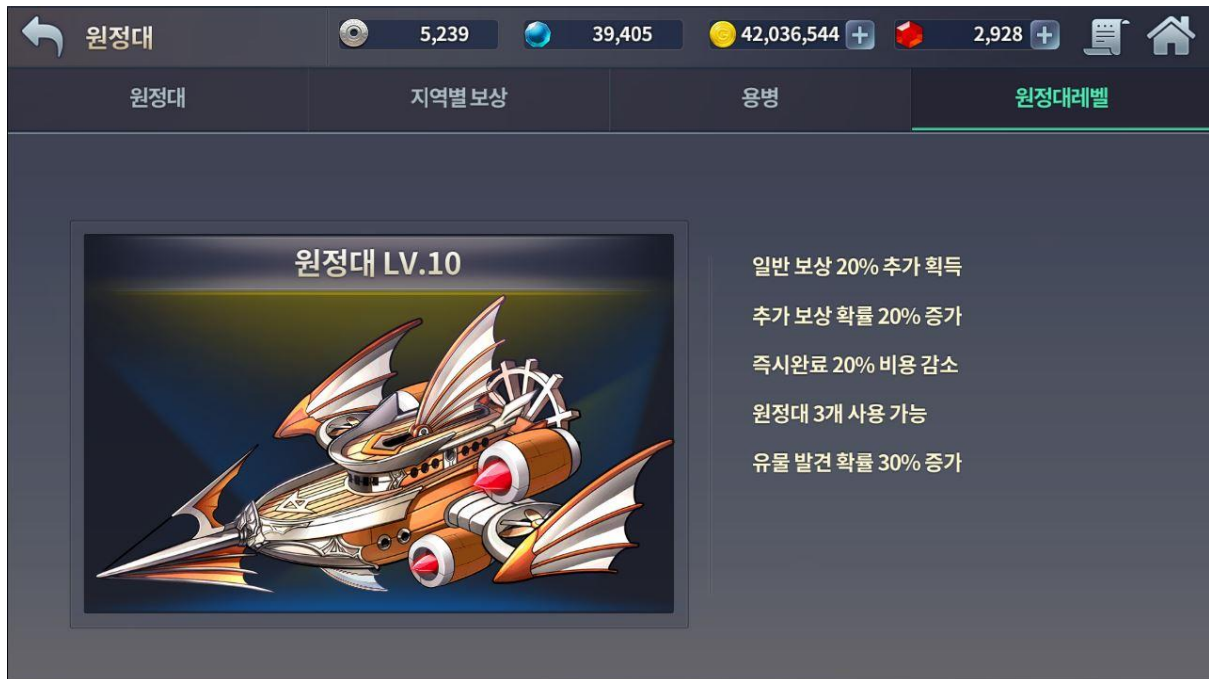 원정대
5,239
39,405
42,036,544
2,928
원정대
지역별 보상
용병
원정대레벨
원정대 LV.10
일반 보상 20% 추가 획득
추가 보상 확률 20% 증가
즉시완료 20% 비용 감소
원정대 3개 사용 가능
유물 발견 확률 30% 증가